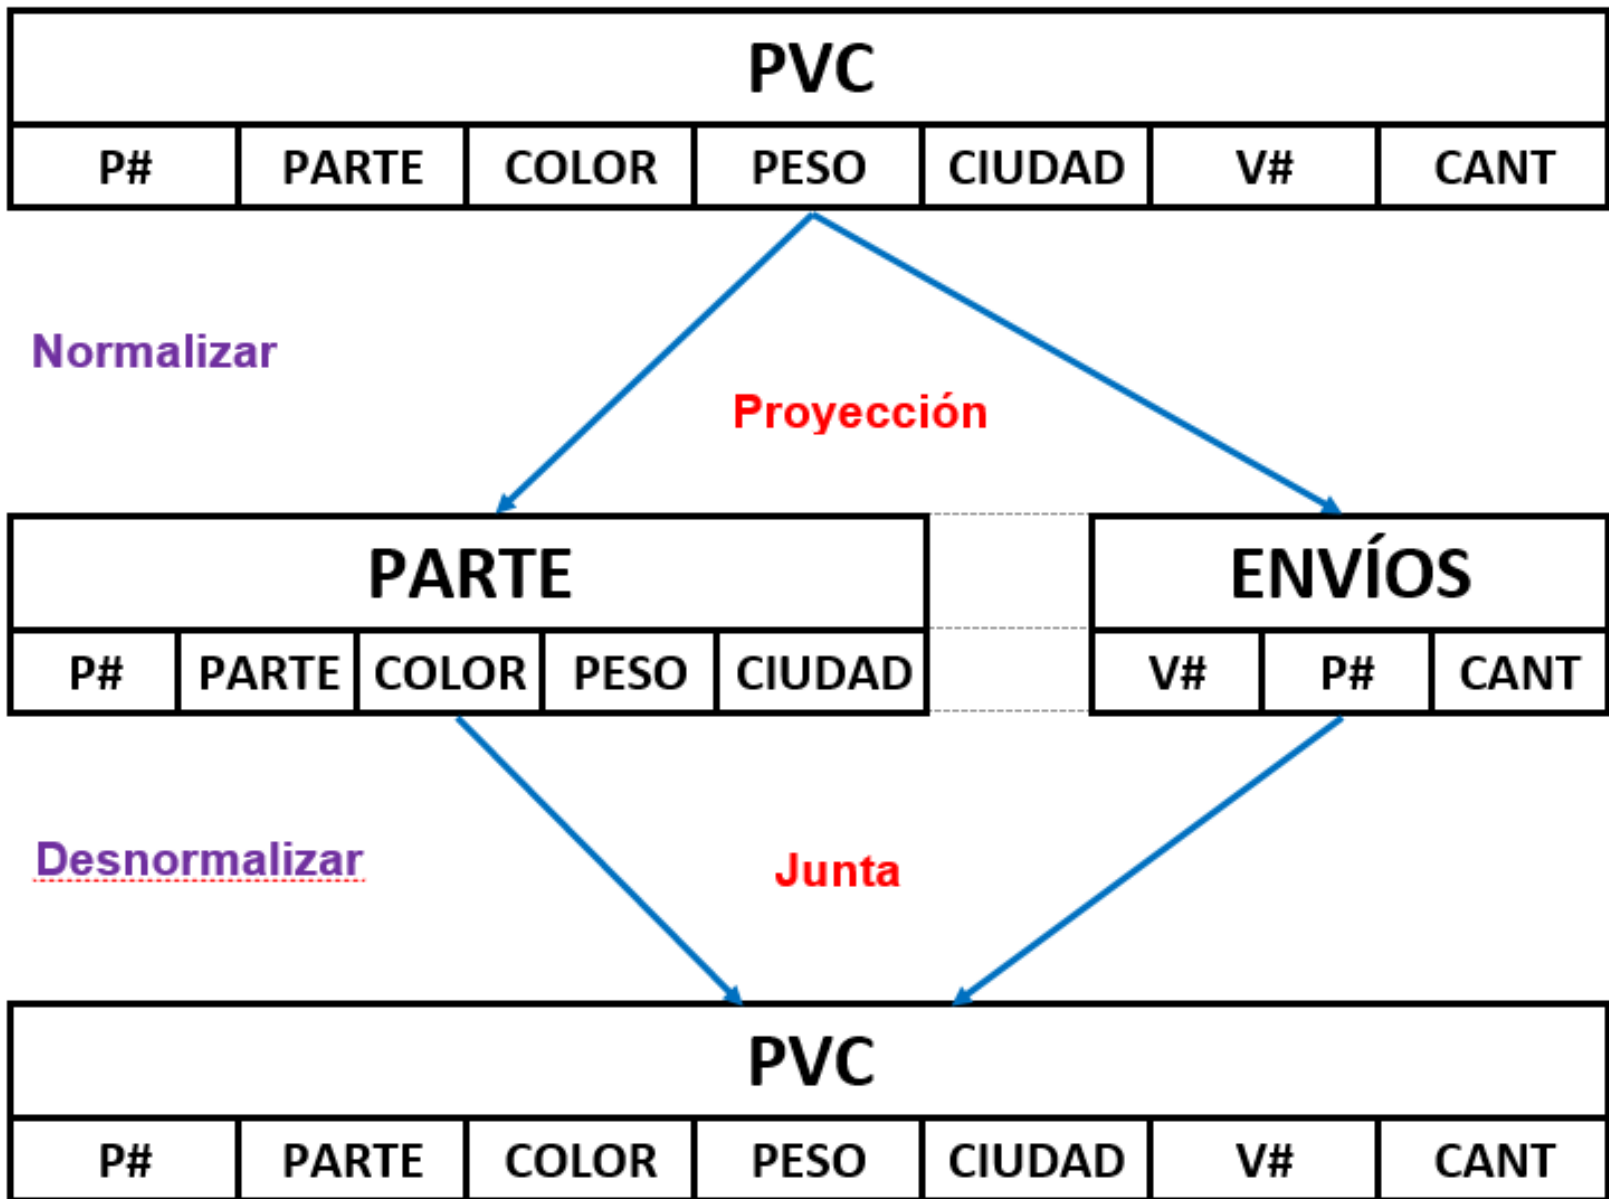 PVC
P# PARTE COLOR PESO CIUDAD V# CANT
Normalizar
Proyección
PARTE ENVÍOS
P# PARTE COLOR PESO CIUDAD V# P# CANT
Desnormalizar
Junta
PVC
P# PARTE COLOR PESO CIUDAD V# CANT